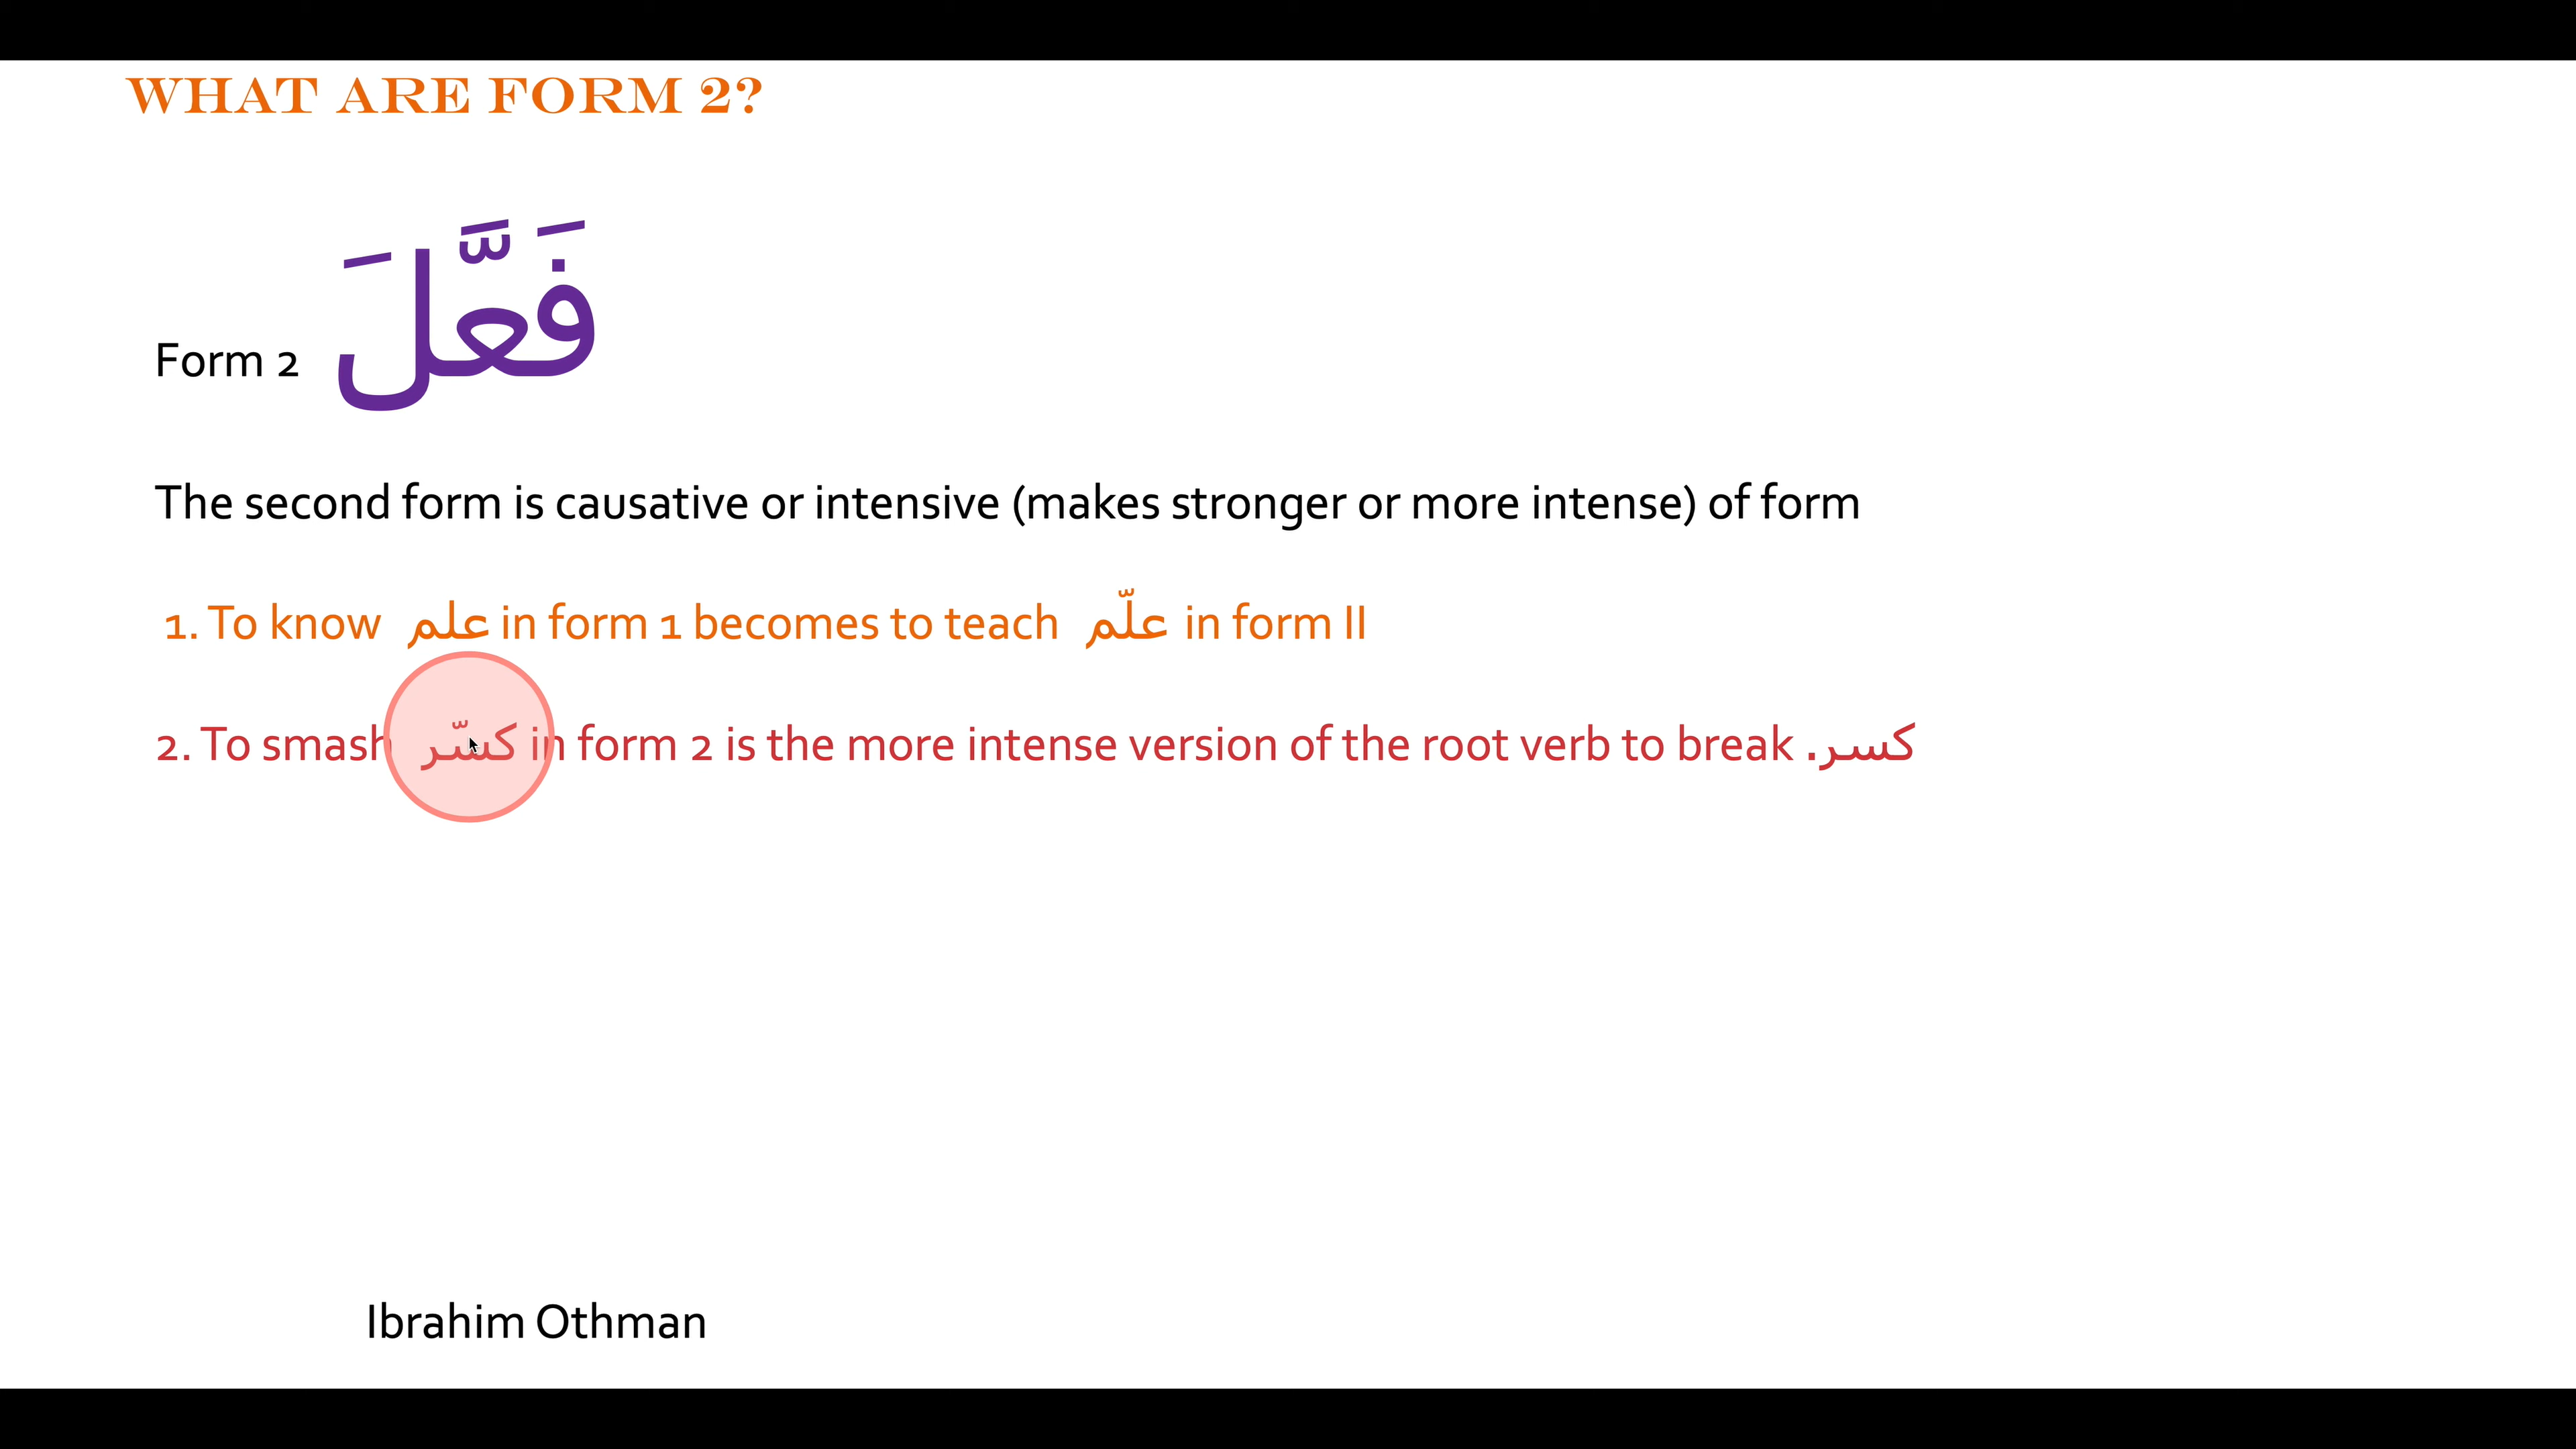 WHAT ARE FORM 2?
Form 2 فَعَّلَ
The second form is causative or intensive (makes stronger or more intense) of form
1. To know علم in form 1 becomes to teach علّم in form II
2. To smash كسّر in form 2 is the more intense version of the root verb to break كسر.
Ibrahim Othman